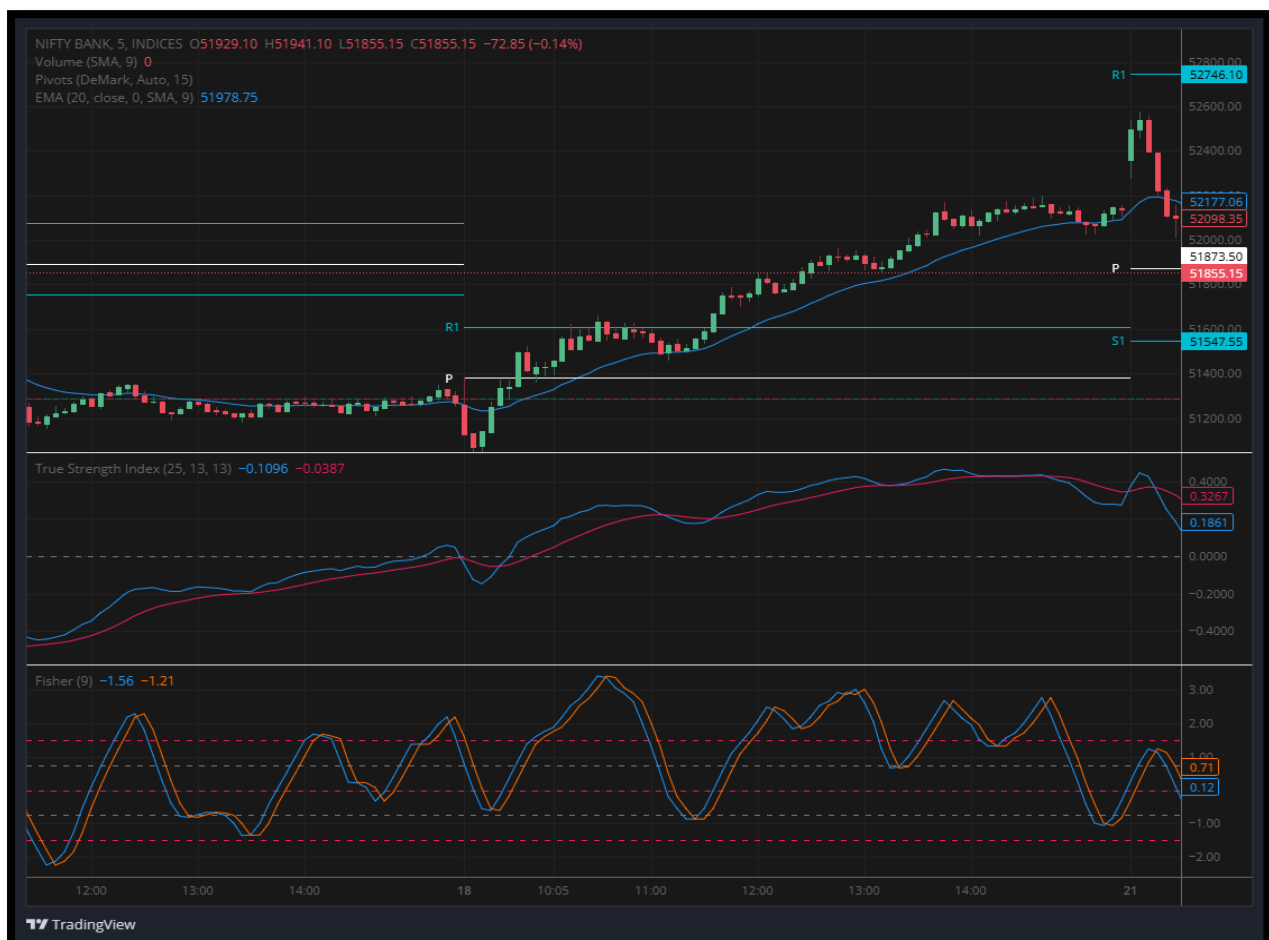 NIFTY BANK, 5, INDICES O51929.10 H51941.10 L51855.15 C51855.15 −72.85 (−0.14%)
Volume (SMA, 9) 0
Pivots (DeMark, Auto, 15)
EMA (20, close, 0, SMA, 9) 51978.75
52800.00
R1 52746.10
52600.00
52400.00
52177.06
52098.35
52000.00
51873.50
P
51855.15
51800.00
R1
51600.00
S1 51547.55
P
51400.00
51200.00
True Strength Index (25, 13, 13) −0.1096 −0.0387
0.4000
0.3267
0.1861
0.0000
−0.2000
−0.4000
Fisher (9) −1.56 −1.21
3.00
2.00
1.00
0.71
0.12
−1.00
−2.00
12:00 13:00 14:00 18 10:05 11:00 12:00 13:00 14:00 21
TradingView